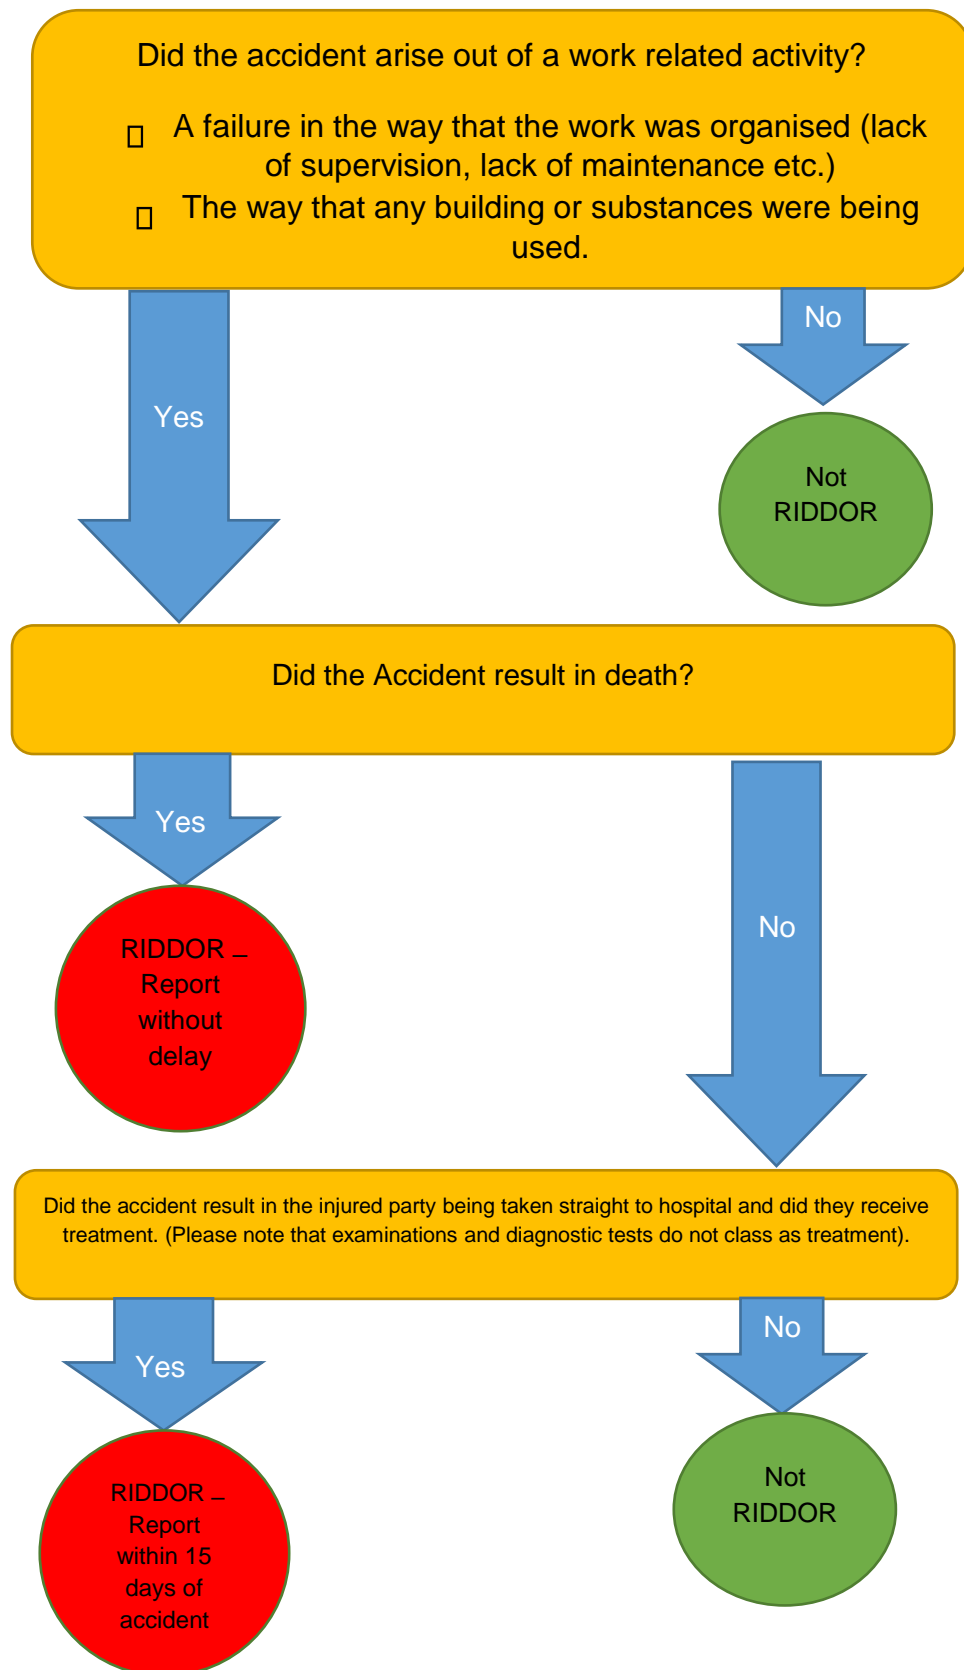 Did the accident arise out of a work related activity?
A failure in the way that the work was organised (lack
of supervision, lack of maintenance etc.)
The way that any building or substances were being
used.
No
Yes
Not
RIDDOR
Did the Accident result in death?
Yes
No
RIDDOR –
Report
without
delay
Did the accident result in the injured party being taken straight to hospital and did they receive
treatment. (Please note that examinations and diagnostic tests do not class as treatment).
No
Yes
Not
RIDDOR
RIDDOR –
Report
within 15
days of
accident